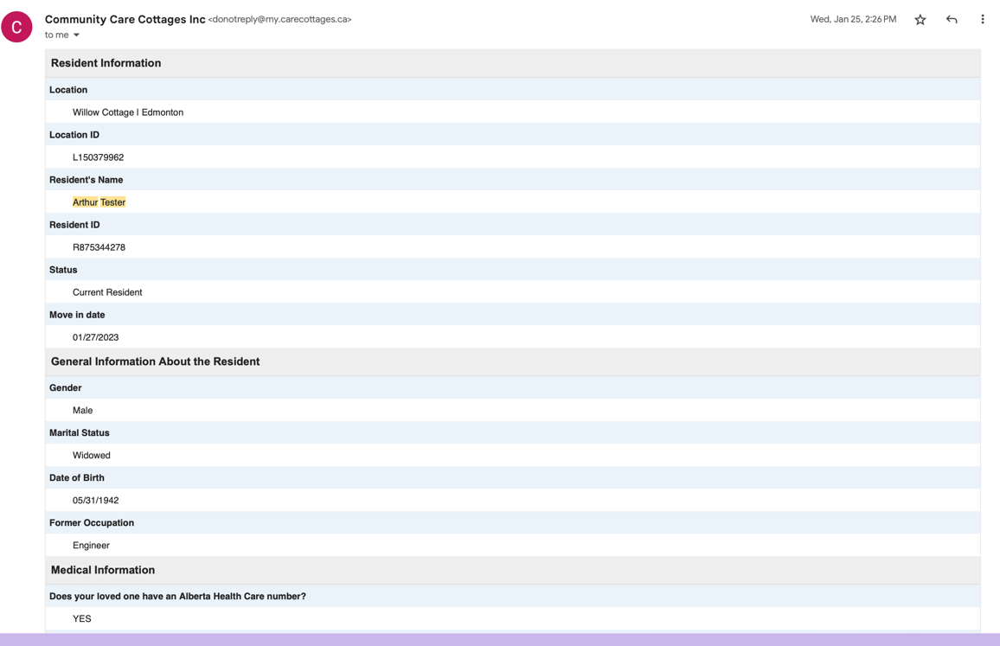 C
Community Care Cottages Inc <donotreply@my.carecottages.ca>
Wed, Jan 25, 2:26 PM
to me
Resident Information
Location
Willow Cottage | Edmonton
Location ID
L150379962
Resident's Name
Arthur Tester
Resident ID
R875344278
Status
Current Resident
Move in date
01/27/2023
General Information About the Resident
Gender
Male
Marital Status
Widowed
Date of Birth
05/31/1942
Former Occupation
Engineer
Medical Information
Does your loved one have an Alberta Health Care number?
YES